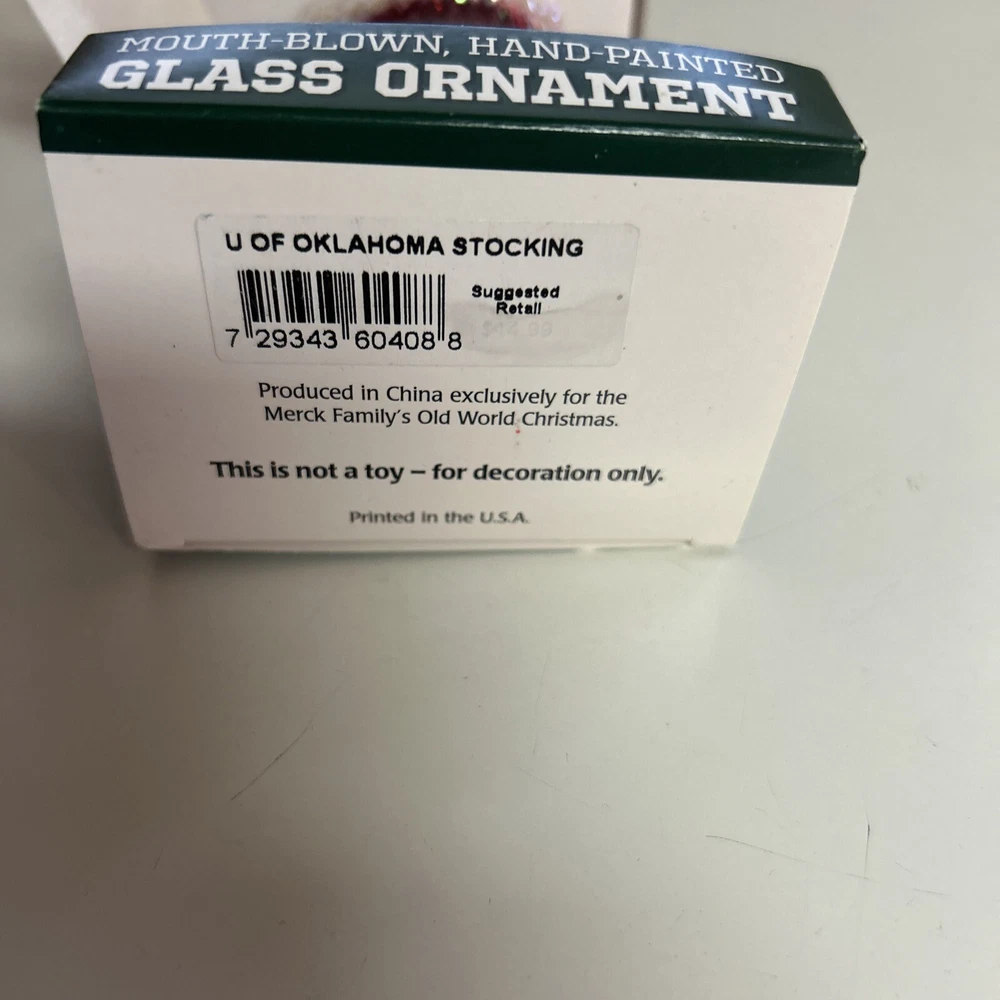 MOUTH-BLOWN, HAND-PAINTED
GLASS ORNAMENT
U OF OKLAHOMA STOCKING
Suggested
Retail
7 29343 60408 8
Produced in China exclusively for the
Merck Family's Old World Christmas.
This is not a toy – for decoration only.
Printed in the U.S.A.